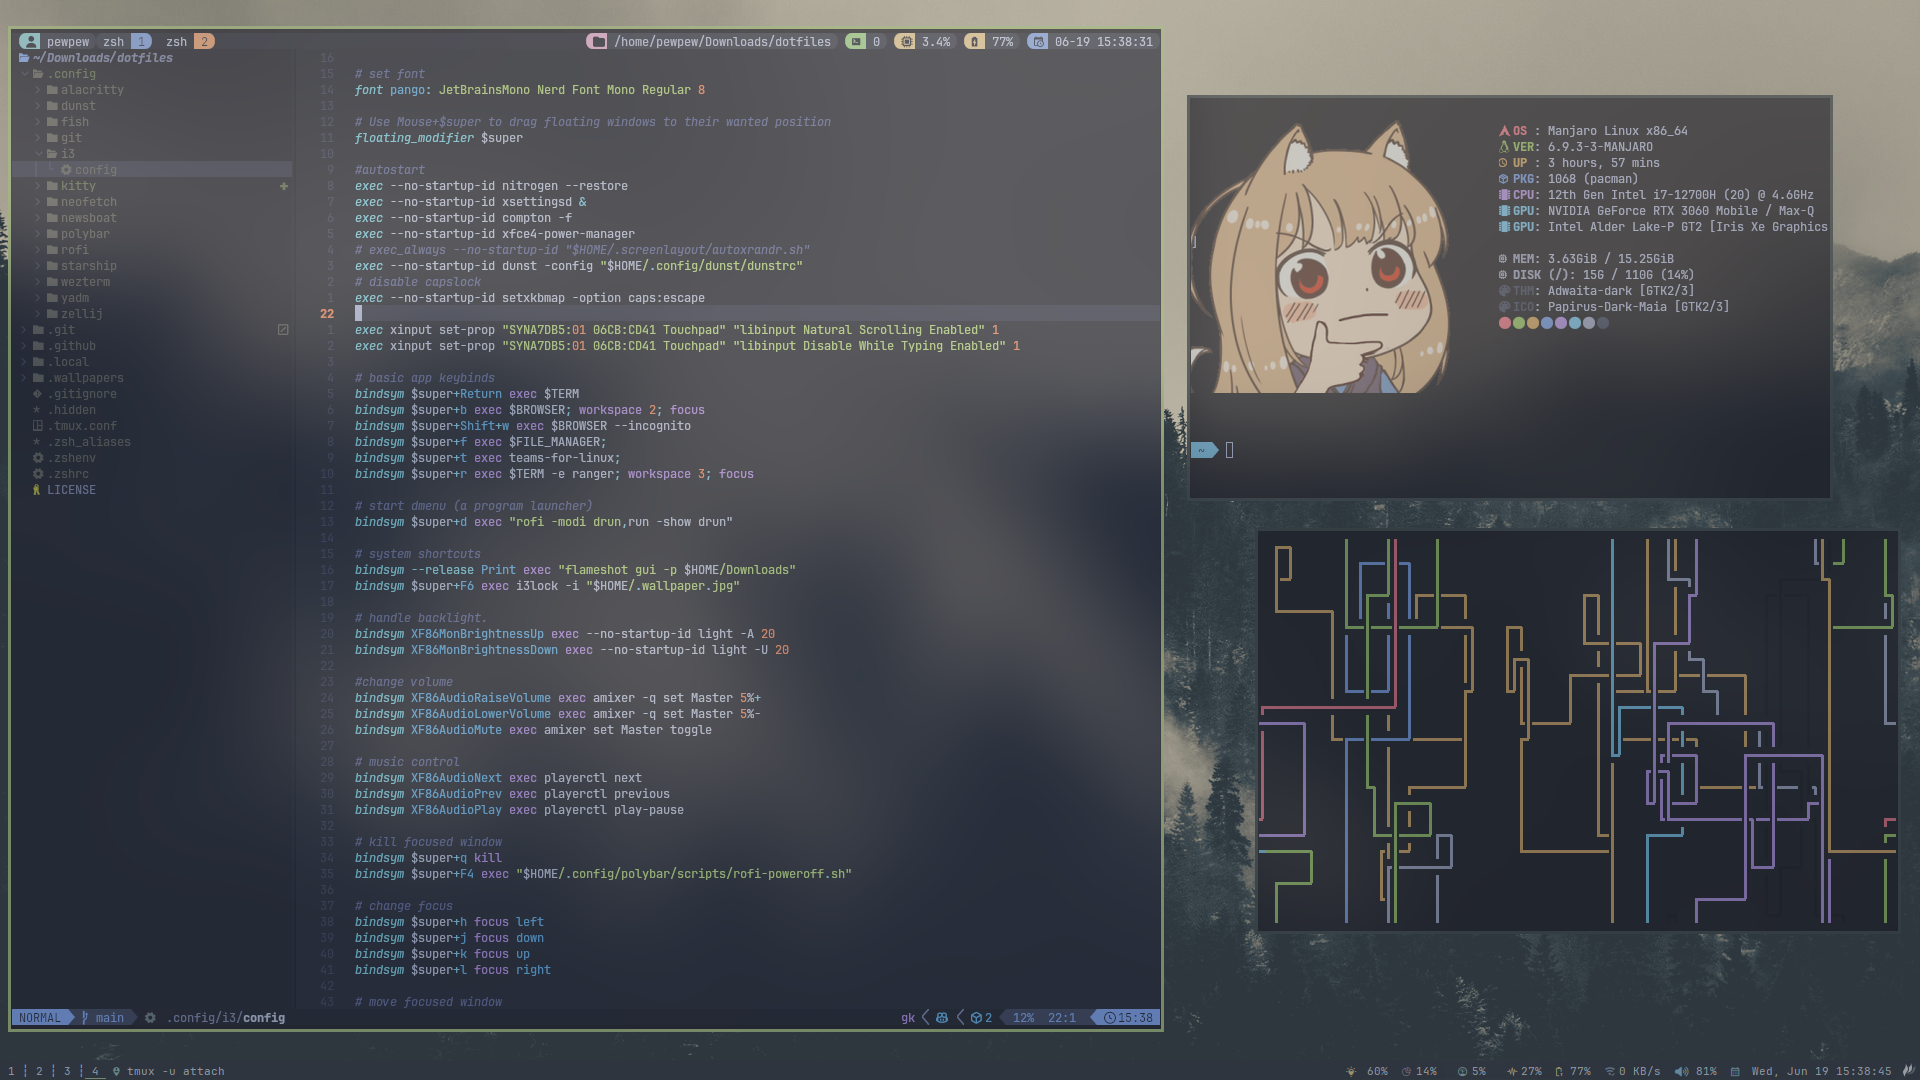 pewpew zsh 1 zsh 2
/home/pewpew/Downloads/dotfiles 0 3.4% 77% 06-19 15:38:31
~/Downloads/dotfiles
.config
alacritty
dunst
fish
git
i3
config
kitty
neofetch
newsboat
polybar
rofi
starship
wezterm
yadm
zellij
.git
.github
.local
.wallpapers
.gitignore
.hidden
.tmux.conf
.zsh_aliases
.zshenv
.zshrc
LICENSE
16
15 # set font
14 font pango: JetBrainsMono Nerd Font Mono Regular 8
13
12 # Use Mouse+$super to drag floating windows to their wanted position
11 floating_modifier $super
10
9 #autostart
8 exec --no-startup-id nitrogen --restore
7 exec --no-startup-id xsettingsd &
6 exec --no-startup-id compton -f
5 exec --no-startup-id xfce4-power-manager
4 # exec_always --no-startup-id "$HOME/.screenlayout/autoxrandr.sh"
3 exec --no-startup-id dunst -config "$HOME/.config/dunst/dunstrc"
2 # disable capslock
1 exec --no-startup-id setxkbmap -option caps:escape
22
1 exec xinput set-prop "SYNA7DB5:01 06CB:CD41 Touchpad" "libinput Natural Scrolling Enabled" 1
2 exec xinput set-prop "SYNA7DB5:01 06CB:CD41 Touchpad" "libinput Disable While Typing Enabled" 1
3
4 # basic app keybinds
5 bindsym $super+Return exec $TERM
6 bindsym $super+b exec $BROWSER; workspace 2; focus
7 bindsym $super+Shift+w exec $BROWSER --incognito
8 bindsym $super+f exec $FILE_MANAGER;
9 bindsym $super+t exec teams-for-linux;
10 bindsym $super+r exec $TERM -e ranger; workspace 3; focus
11
12 # start dmenu (a program launcher)
13 bindsym $super+d exec "rofi -modi drun,run -show drun"
14
15 # system shortcuts
16 bindsym --release Print exec "flameshot gui -p $HOME/Downloads"
17 bindsym $super+F6 exec i3lock -i "$HOME/.wallpaper.jpg"
18
19 # handle backlight.
20 bindsym XF86MonBrightnessUp exec --no-startup-id light -A 20
21 bindsym XF86MonBrightnessDown exec --no-startup-id light -U 20
22
23 #change volume
24 bindsym XF86AudioRaiseVolume exec amixer -q set Master 5%+
25 bindsym XF86AudioLowerVolume exec amixer -q set Master 5%-
26 bindsym XF86AudioMute exec amixer set Master toggle
27
28 # music control
29 bindsym XF86AudioNext exec playerctl next
30 bindsym XF86AudioPrev exec playerctl previous
31 bindsym XF86AudioPlay exec playerctl play-pause
32
33 # kill focused window
34 bindsym $super+q kill
35 bindsym $super+F4 exec "$HOME/.config/polybar/scripts/rofi-poweroff.sh"
36
37 # change focus
38 bindsym $super+h focus left
39 bindsym $super+j focus down
40 bindsym $super+k focus up
41 bindsym $super+l focus right
42
43 # move focused window
NORMAL main .config/i3/config gk 2 12% 22:1 15:38
OS : Manjaro Linux x86_64
VER: 6.9.3-3-MANJARO
UP : 3 hours, 57 mins
PKG: 1068 (pacman)
CPU: 12th Gen Intel i7-12700H (20) @ 4.6GHz
GPU: NVIDIA GeForce RTX 3060 Mobile / Max-Q
GPU: Intel Alder Lake-P GT2 [Iris Xe Graphics
MEM: 3.63GiB / 15.25GiB
DISK (/): 15G / 110G (14%)
THM: Adwaita-dark [GTK2/3]
ICO: Papirus-Dark-Maia [GTK2/3]
~
1 | 2 | 3 | 4 tmux -u attach
60% 14% 5% 27% 77% 0 KB/s 81% Wed, Jun 19 15:38:45